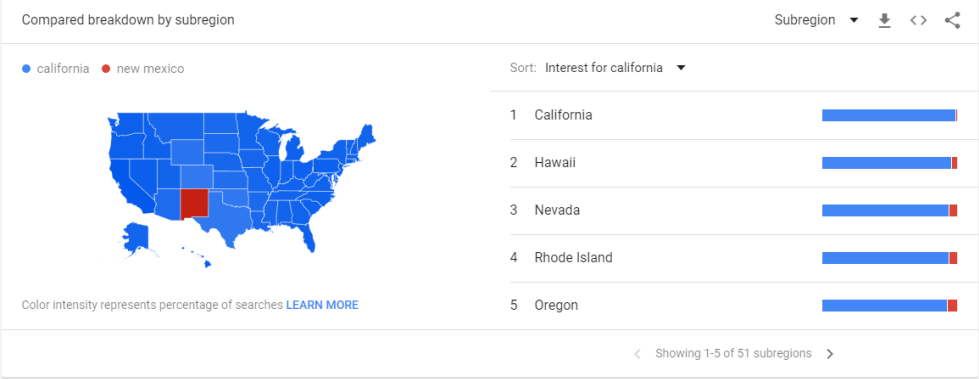 Compared breakdown by subregion
Subregion
california
new mexico
Sort: Interest for california
1 California
2 Hawaii
3 Nevada
4 Rhode Island
5 Oregon
Color intensity represents percentage of searches LEARN MORE
Showing 1-5 of 51 subregions